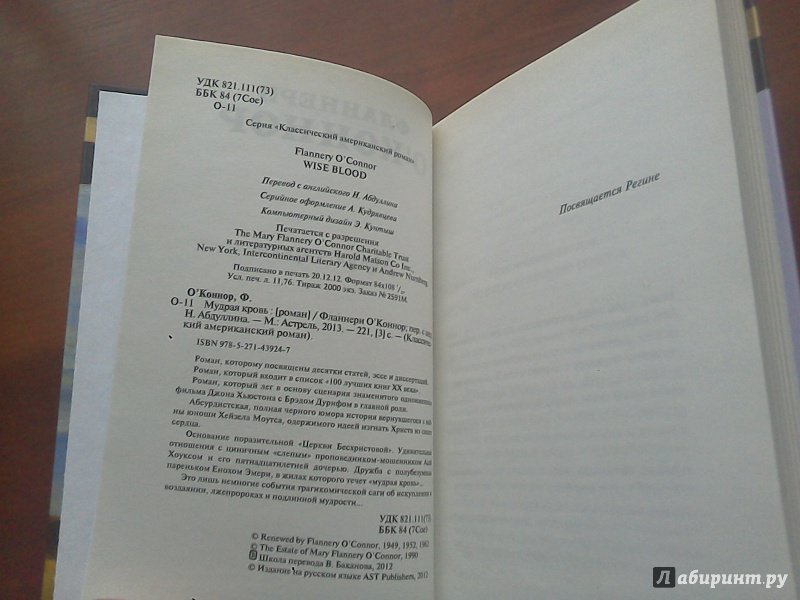 УДК 821.111(73)
ББК 84 (7Сое)
О-11
Серия «Классический американский роман»
Flannery O'Connor
WISE BLOOD
Перевод с английского Н. Абдуллина
Серийное оформление А. Кудрявцева
Компьютерный дизайн Э. Кунтыш
Печатается с разрешения
The Mary Flannery O'Connor Charitable Trust
и литературных агентств Harold Matson Co Inc.,
New York, Intercontinental Literary Agency и Andrew Nurnberg.
Подписано в печать 20.12.12. Формат 84x108 1/
Усл. печ. л. 11,76. Тираж 2000 экз. Заказ № 2591М.
О'Коннор, Ф.
О-11 Мудрая кровь : [роман] / Фланнери О'Коннор; пер. с
Н. Абдуллина. — М.: Астрель, 2013. — 221, [3] с. — (Классичес
кий американский роман).
ISBN 978-5-271-43924-7
Роман, которому посвящены десятки статей, эссе и диссертаций.
Роман, который входит в список «100 лучших книг XX века».
Роман, который лег в основу сценария знаменитого
фильма Джона Хьюстона с Брэдом Дурифом в главной роли.
Абсурдистская, полная черного юмора история вернувшегося с
ны юноши Хейзела Моутса, одержимого идеей изгнать Христа из
сердца.
Основание поразительной «Церкви Бесхристовой». Удивительные
отношения с циничным «слепым» проповедником-мошенником
Хоуксом и его пятнадцатилетней дочерью. Дружба с
пареньком Енохом Эмери, в жилах которого течет «мудрая кровь»...
Это лишь немногие события трагикомической саги об искуплении и
воздаянии, лжепророках и подлинной мудрости...
УДК 821.111(73)
ББК 84 (7Сое)
© Renewed by Flannery O'Connor, 1949, 1952, 1962
© The Estate of Mary Flannery O'Connor, 1990
Школа перевода В. Баканова, 2012
© Издание на русском языке AST Publishers, 2012
Посвящается Регине
Лабиринт.ру